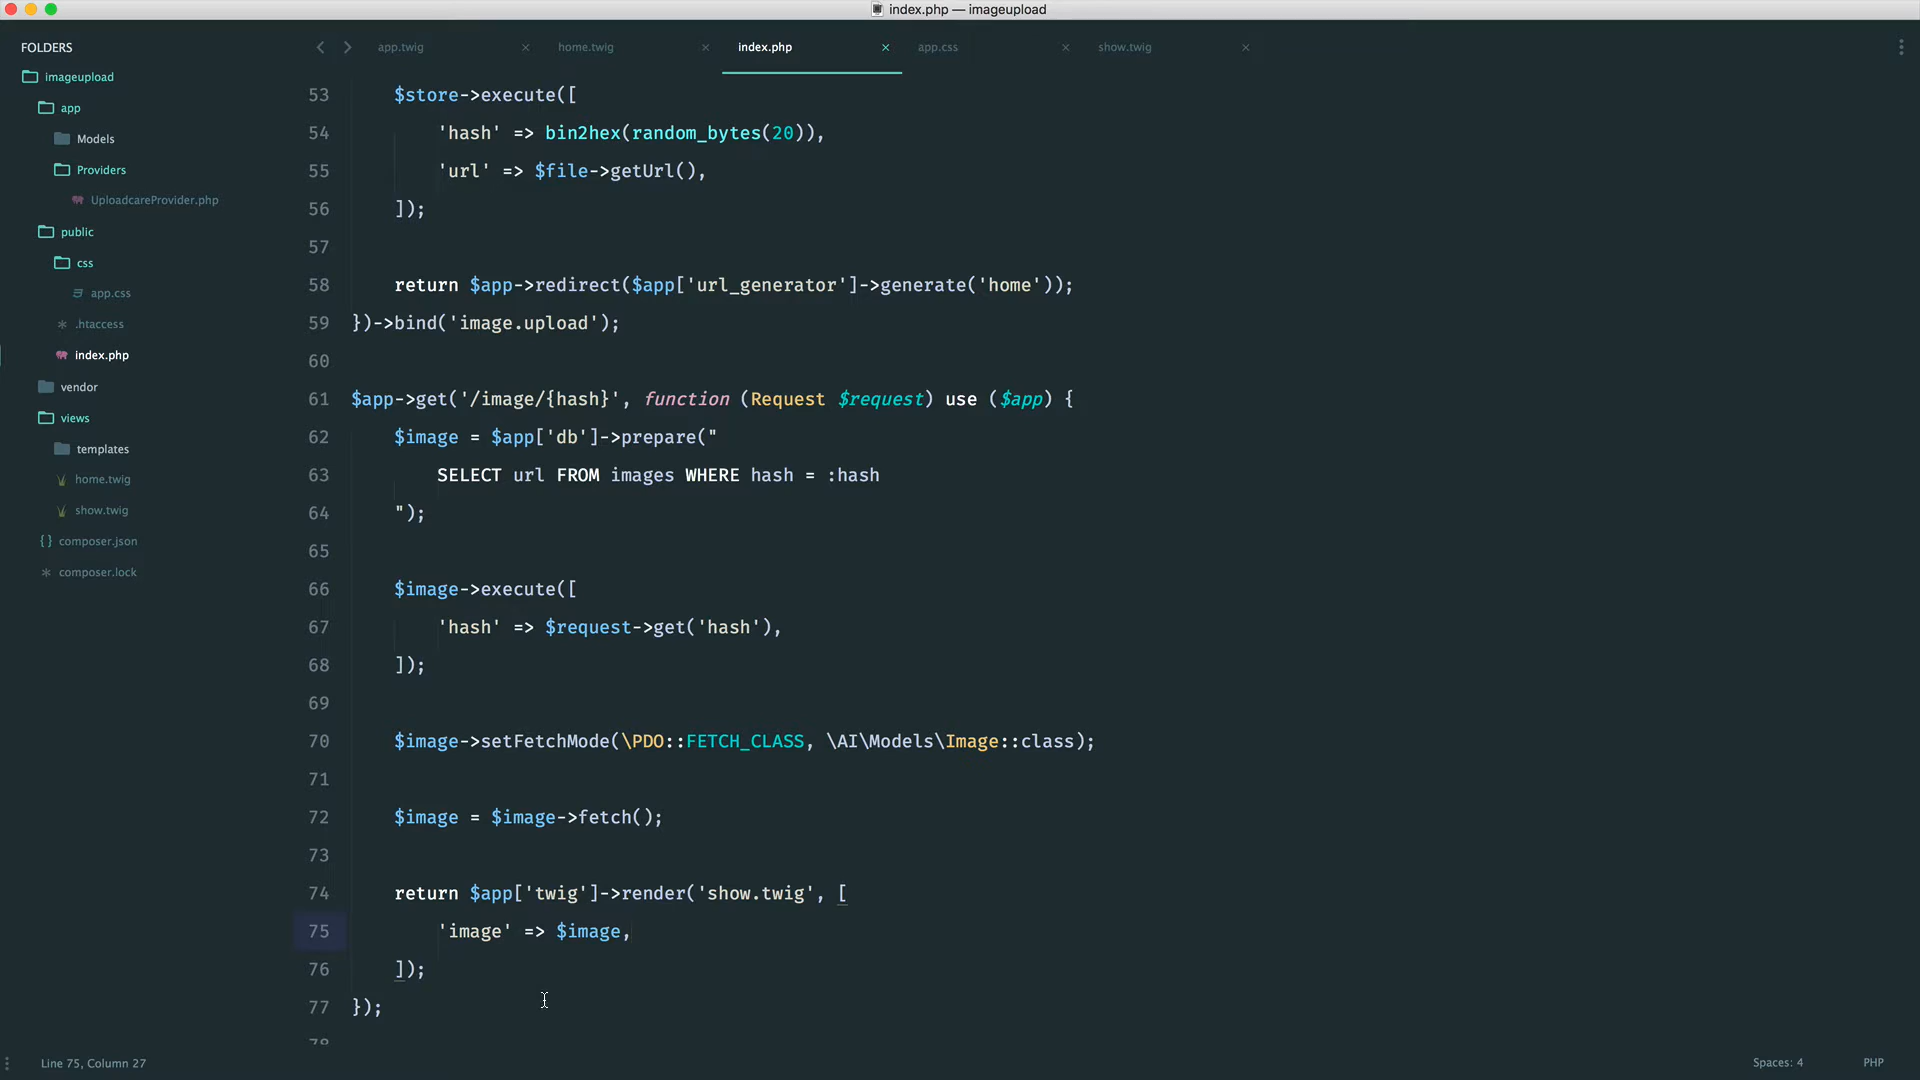 index.php — imageupload
FOLDERS
imageupload
app
Models
Providers
UploadcareProvider.php
public
css
app.css
.htaccess
index.php
vendor
views
templates
home.twig
show.twig
composer.json
composer.lock
app.twig
home.twig
index.php
app.css
show.twig
53 $store->execute([
54 'hash' => bin2hex(random_bytes(20)),
55 'url' => $file->getUrl(),
56 ]);
57
58 return $app->redirect($app['url_generator']->generate('home'));
59 })->bind('image.upload');
60
61 $app->get('/image/{hash}', function (Request $request) use ($app) {
62 $image = $app['db']->prepare("
63 SELECT url FROM images WHERE hash = :hash
64 ");
65
66 $image->execute([
67 'hash' => $request->get('hash'),
68 ]);
69
70 $image->setFetchMode(\PDO::FETCH_CLASS, \AI\Models\Image::class);
71
72 $image = $image->fetch();
73
74 return $app['twig']->render('show.twig', [
75 'image' => $image,
76 ]);
77 });
78
Line 75, Column 27
Spaces: 4
PHP